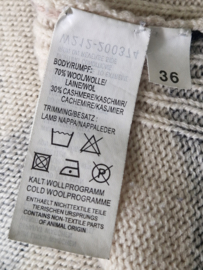 36
BODY/RUMPF:
70% WOOL/WOLLE/
LAINE/WOL
30% CASHMERE/KASCHMIR/
CACHEMIRE/KASJMIER
TRIMMING/BESATZ:
LAMB NAPPA/NAPPALEDER
KALT WOLLPROGRAMM
COLD WOOLPROGRAMME
ENTHAELT NICHTTEXTILE TEILE
TIERISCHEN URSPRUNGS
CONTAINS NON-TEXTILE PARTS
OF ANIMAL ORIGIN